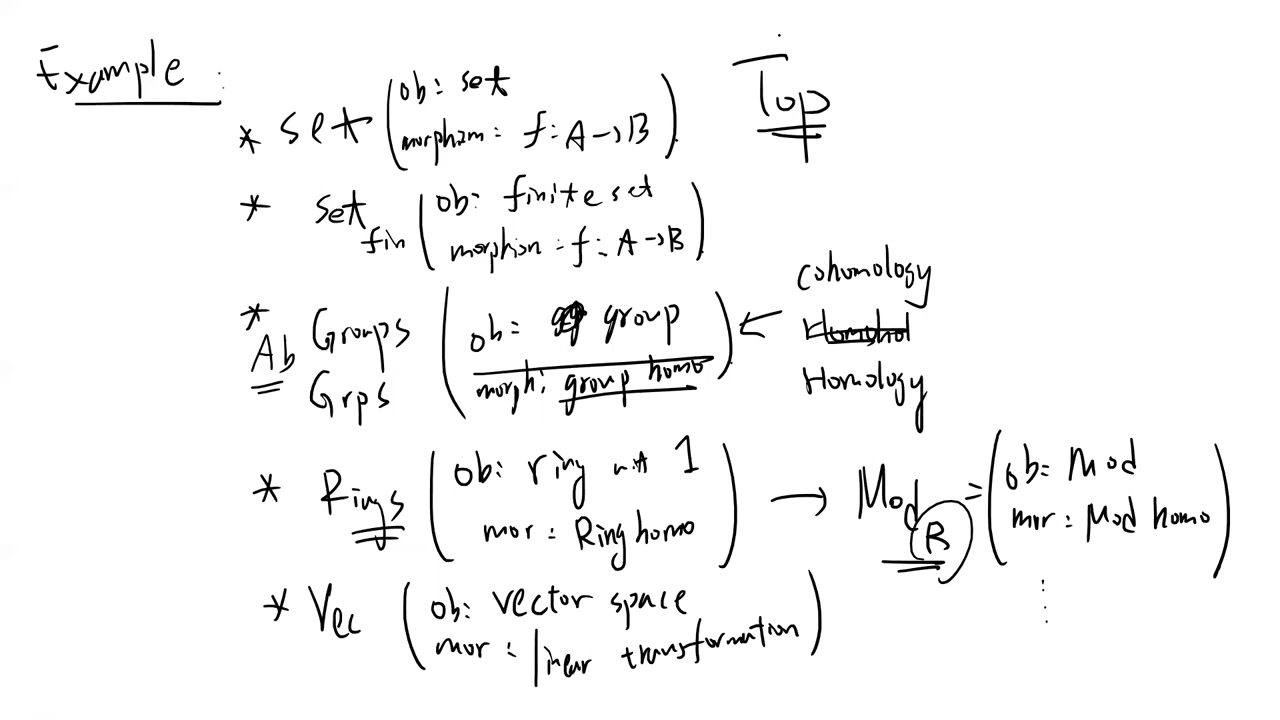 Example :
* Set ( ob: set
morphism : f: A → B )
Top
* Set fin ( ob: finite set
morphism : f: A → B )
* Groups ( ob: group
Ab Grps morph: group homo ) ←
cohomology
Homology
* Rings ( ob: ring with 1
mor : Ring homo )
→ Mod R = ( ob: Mod
mor : Mod homo )
⋮
* Vec ( ob: vector space
mor : linear transformation )